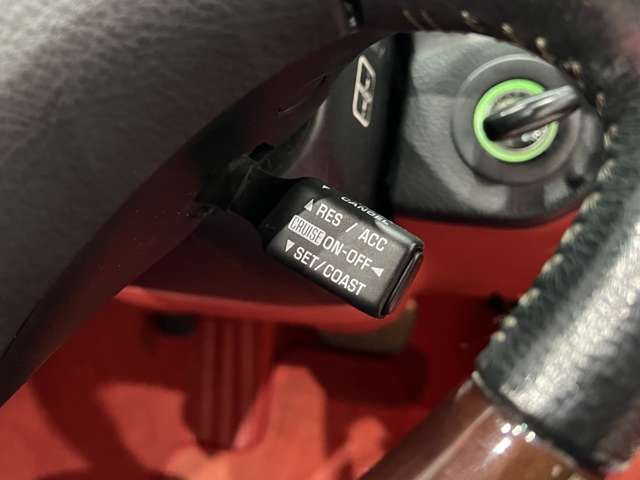 CANCEL
RES / ACC
CRUISE ON-OFF
SET/COAST